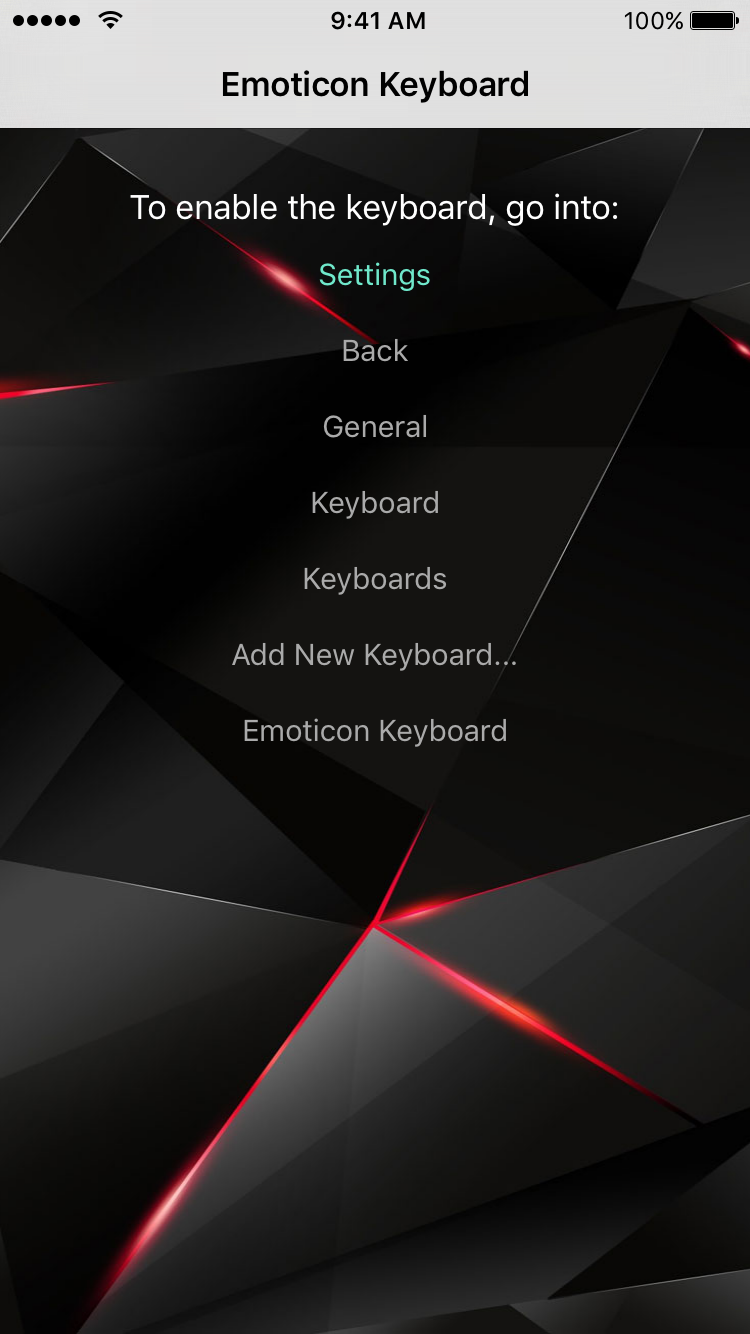 9:41 AM
100%
Emoticon Keyboard
To enable the keyboard, go into:
Settings
Back
General
Keyboard
Keyboards
Add New Keyboard...
Emoticon Keyboard